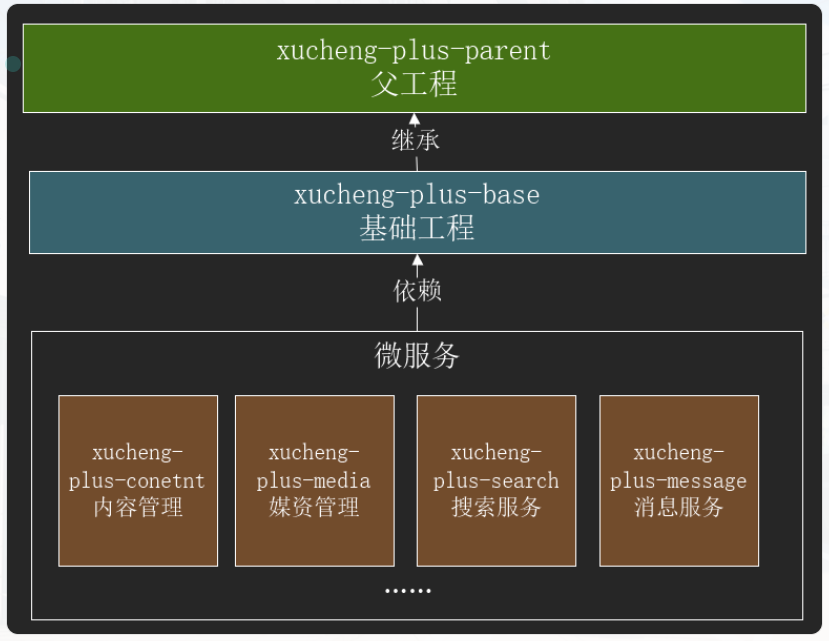 xucheng-plus-parent
父工程
继承
xucheng-plus-base
基础工程
依赖
微服务
xucheng-
plus-conetnt
内容管理
xucheng-
plus-media
媒资管理
xucheng-
plus-search
搜索服务
xucheng-
plus-message
消息服务
······